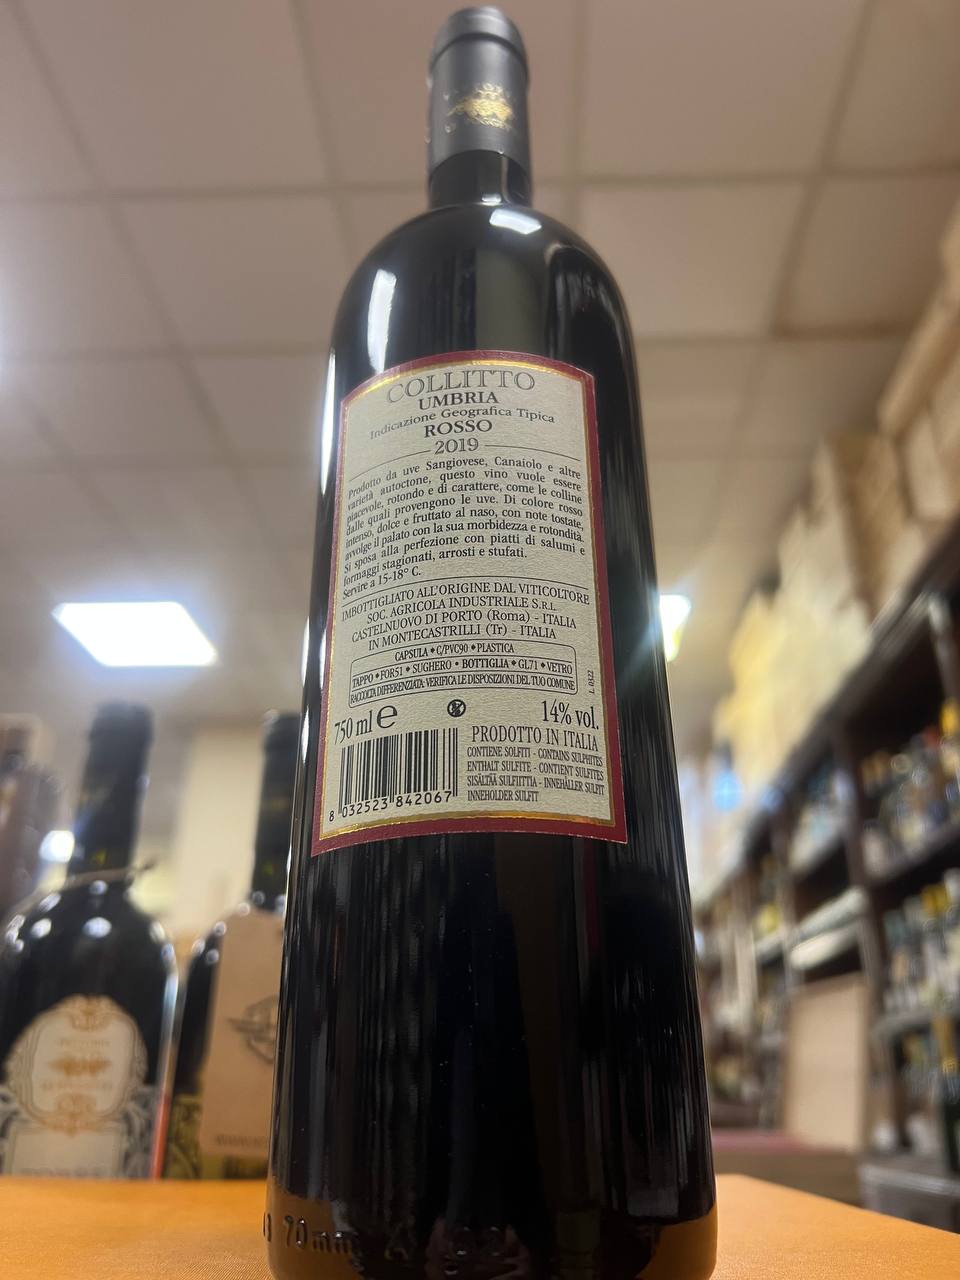 COLLITTO
UMBRIA
Indicazione Geografica Tipica
ROSSO
2019
Prodotto da uve Sangiovese, Canaiolo e altre
varietà autoctone, questo vino vuole essere
piacevole, rotondo e di carattere, come le colline
dalle quali provengono le uve. Di colore rosso
intenso, dolce e fruttato al naso, con note tostate,
avvolge il palato con la sua morbidezza e rotondità.
Si sposa alla perfezione con piatti di salumi e
formaggi stagionati, arrosti e stufati.
Servire a 15-18° C.
IMBOTTIGLIATO ALL'ORIGINE DAL VITICOLTORE
SOC. AGRICOLA INDUSTRIALE S.R.L.
CASTELNUOVO DI PORTO (Roma) - ITALIA
IN MONTECASTRILLI (Tr) - ITALIA
CAPSULA ♦ C/PVC90 ♦ PLASTICA
TAPPO ♦ FOR51 ♦ SUGHERO - BOTTIGLIA ♦ GL71 ♦ VETRO
RACCOLTA DIFFERENZIATA: VERIFICA LE DISPOSIZIONI DEL TUO COMUNE
L. 0322
750 ml e
14% vol.
PRODOTTO IN ITALIA
CONTIENE SOLFITI - CONTAINS SULPHITES
ENTHALT SULFITE - CONTIENT SULFITES
SISÄLTÄÄ SULFIITTIA - INNEHÅLLER SULFIT
INNEHOLDER SULFIT
8 032523 842067
70mm